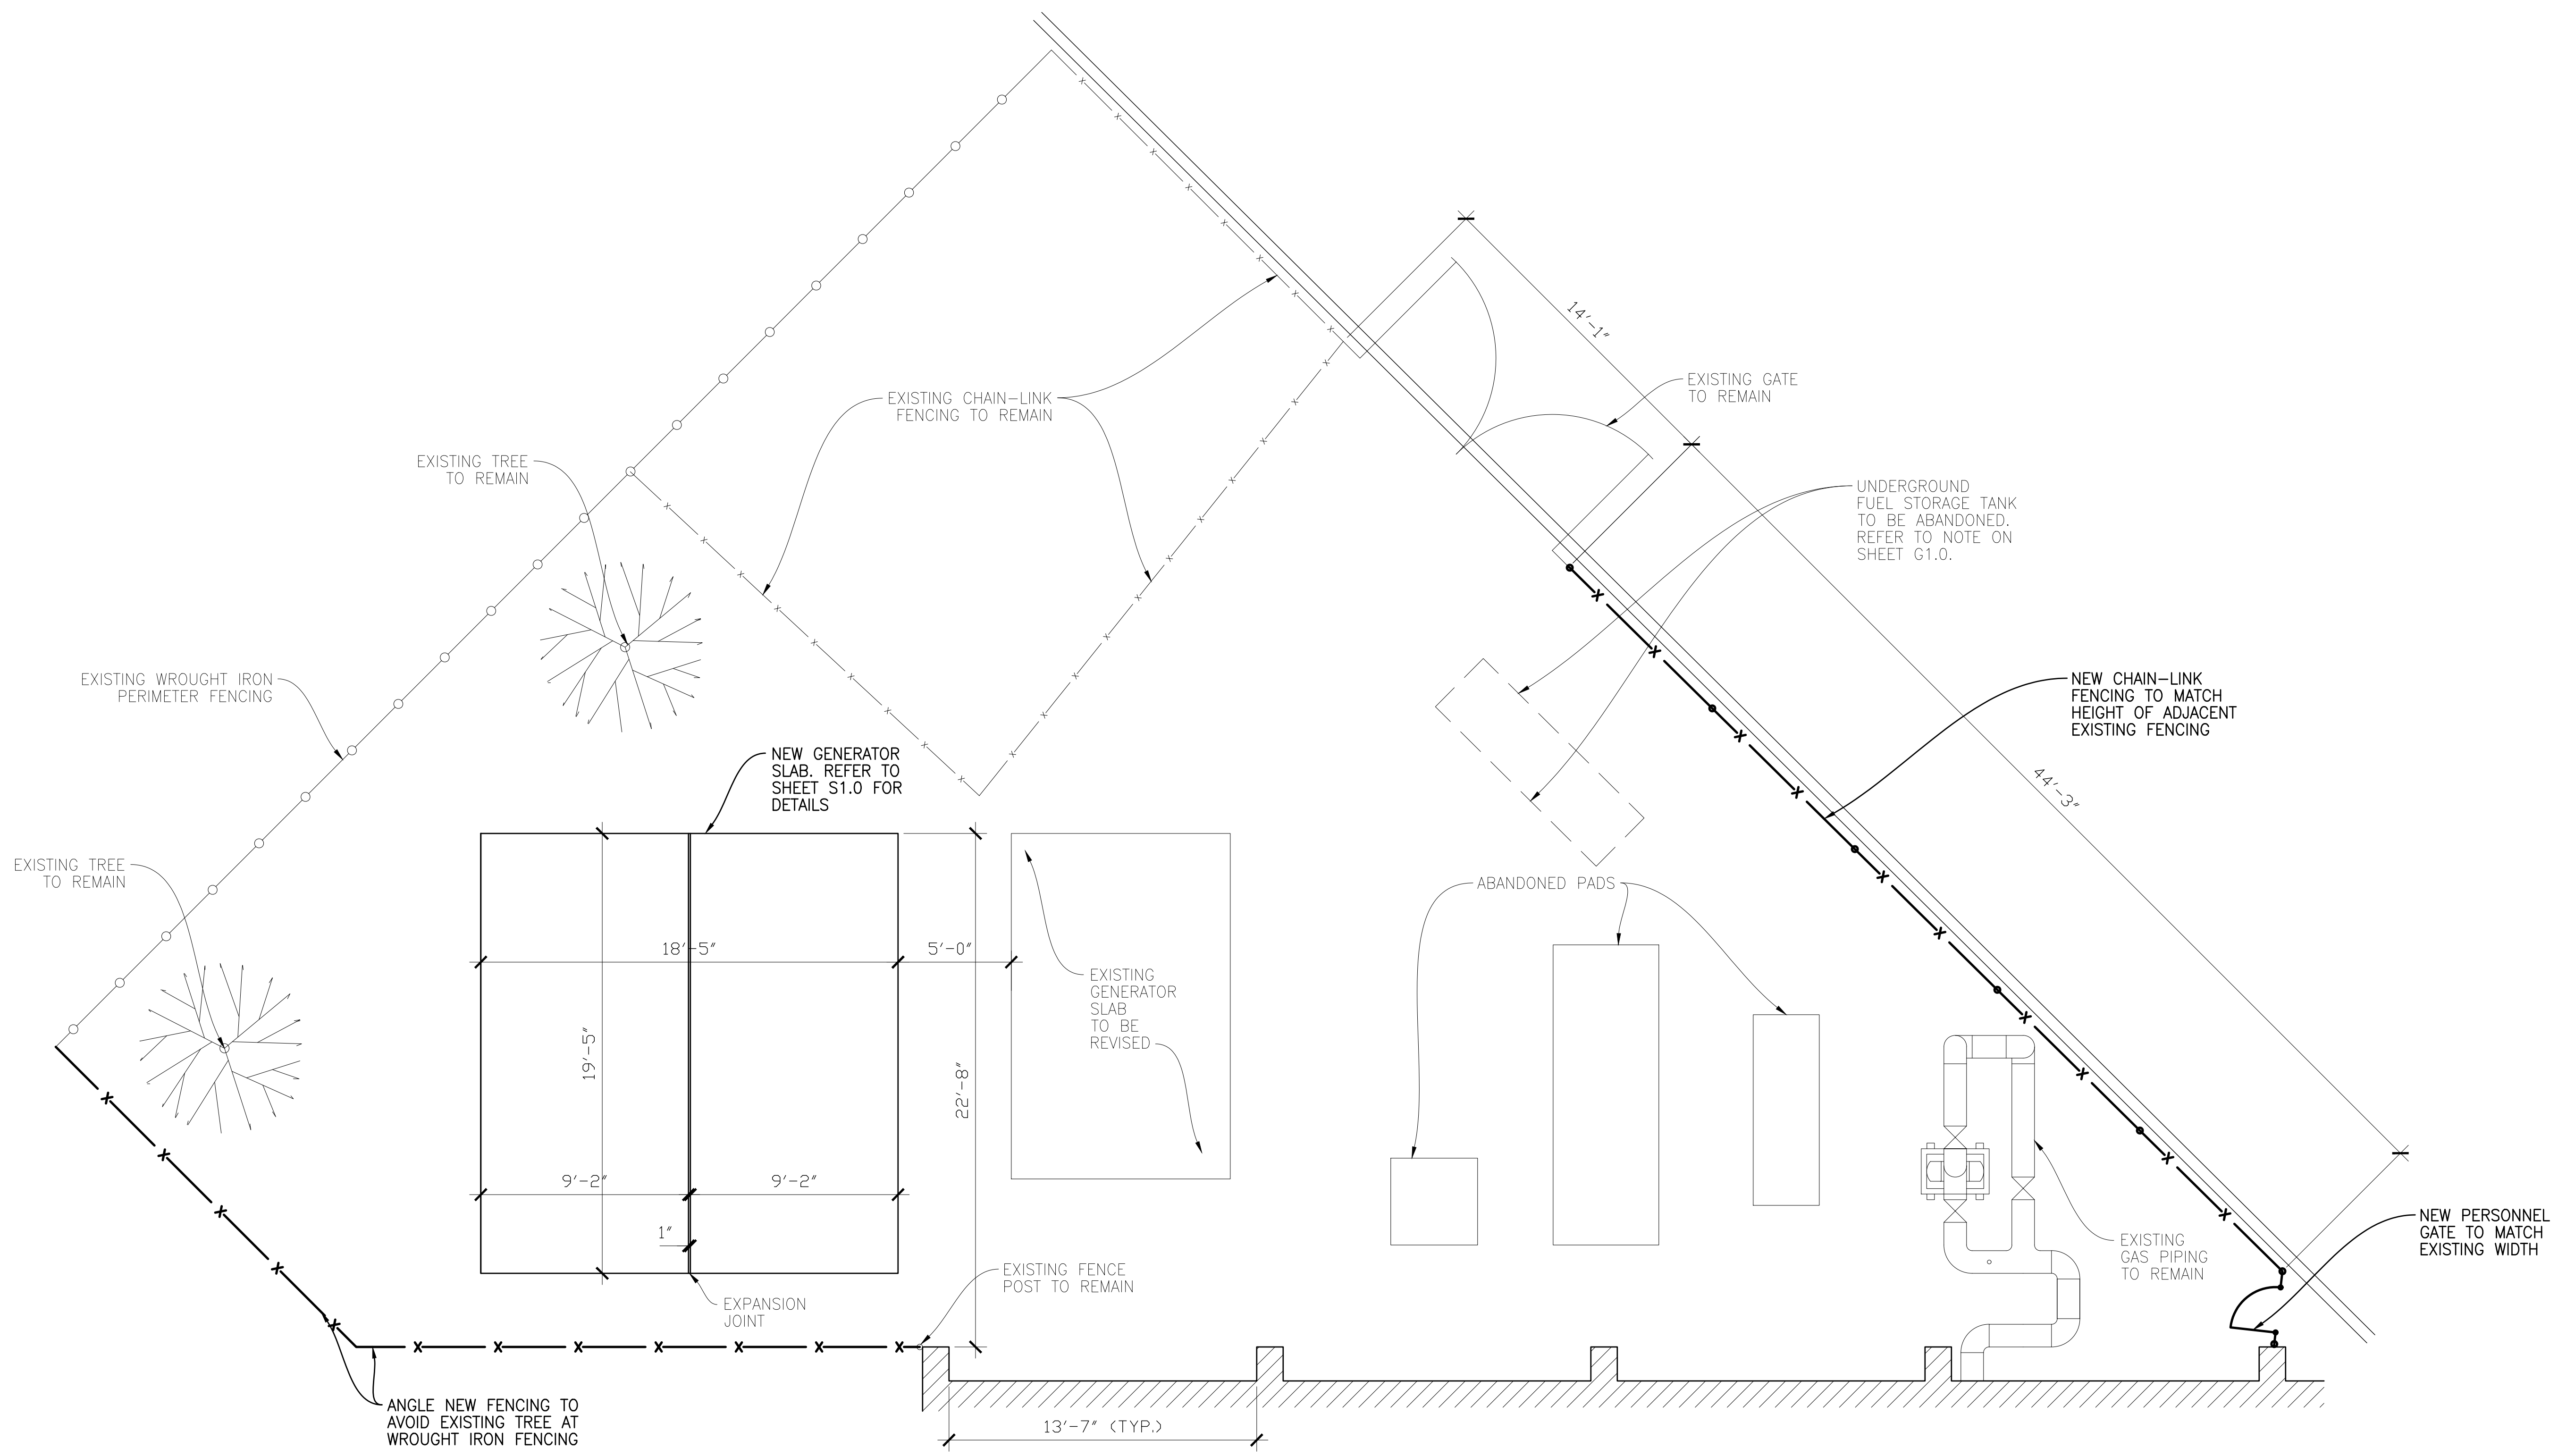 14'-1"
EXISTING GATE
TO REMAIN
EXISTING CHAIN-LINK
FENCING TO REMAIN
EXISTING TREE
TO REMAIN
UNDERGROUND
FUEL STORAGE TANK
TO BE ABANDONED.
REFER TO NOTE ON
SHEET G1.0.
EXISTING WROUGHT IRON
PERIMETER FENCING
NEW CHAIN-LINK
FENCING TO MATCH
HEIGHT OF ADJACENT
EXISTING FENCING
NEW GENERATOR
SLAB. REFER TO
SHEET S1.0 FOR
DETAILS
44'-3"
EXISTING TREE
TO REMAIN
ABANDONED PADS
18'-5"
5'-0"
EXISTING
GENERATOR
SLAB
TO BE
REVISED
19'-5"
22'-8"
9'-2"
9'-2"
1"
NEW PERSONNEL
GATE TO MATCH
EXISTING WIDTH
EXISTING
GAS PIPING
TO REMAIN
EXISTING FENCE
POST TO REMAIN
EXPANSION
JOINT
ANGLE NEW FENCING TO
AVOID EXISTING TREE AT
WROUGHT IRON FENCING
13'-7" (TYP.)